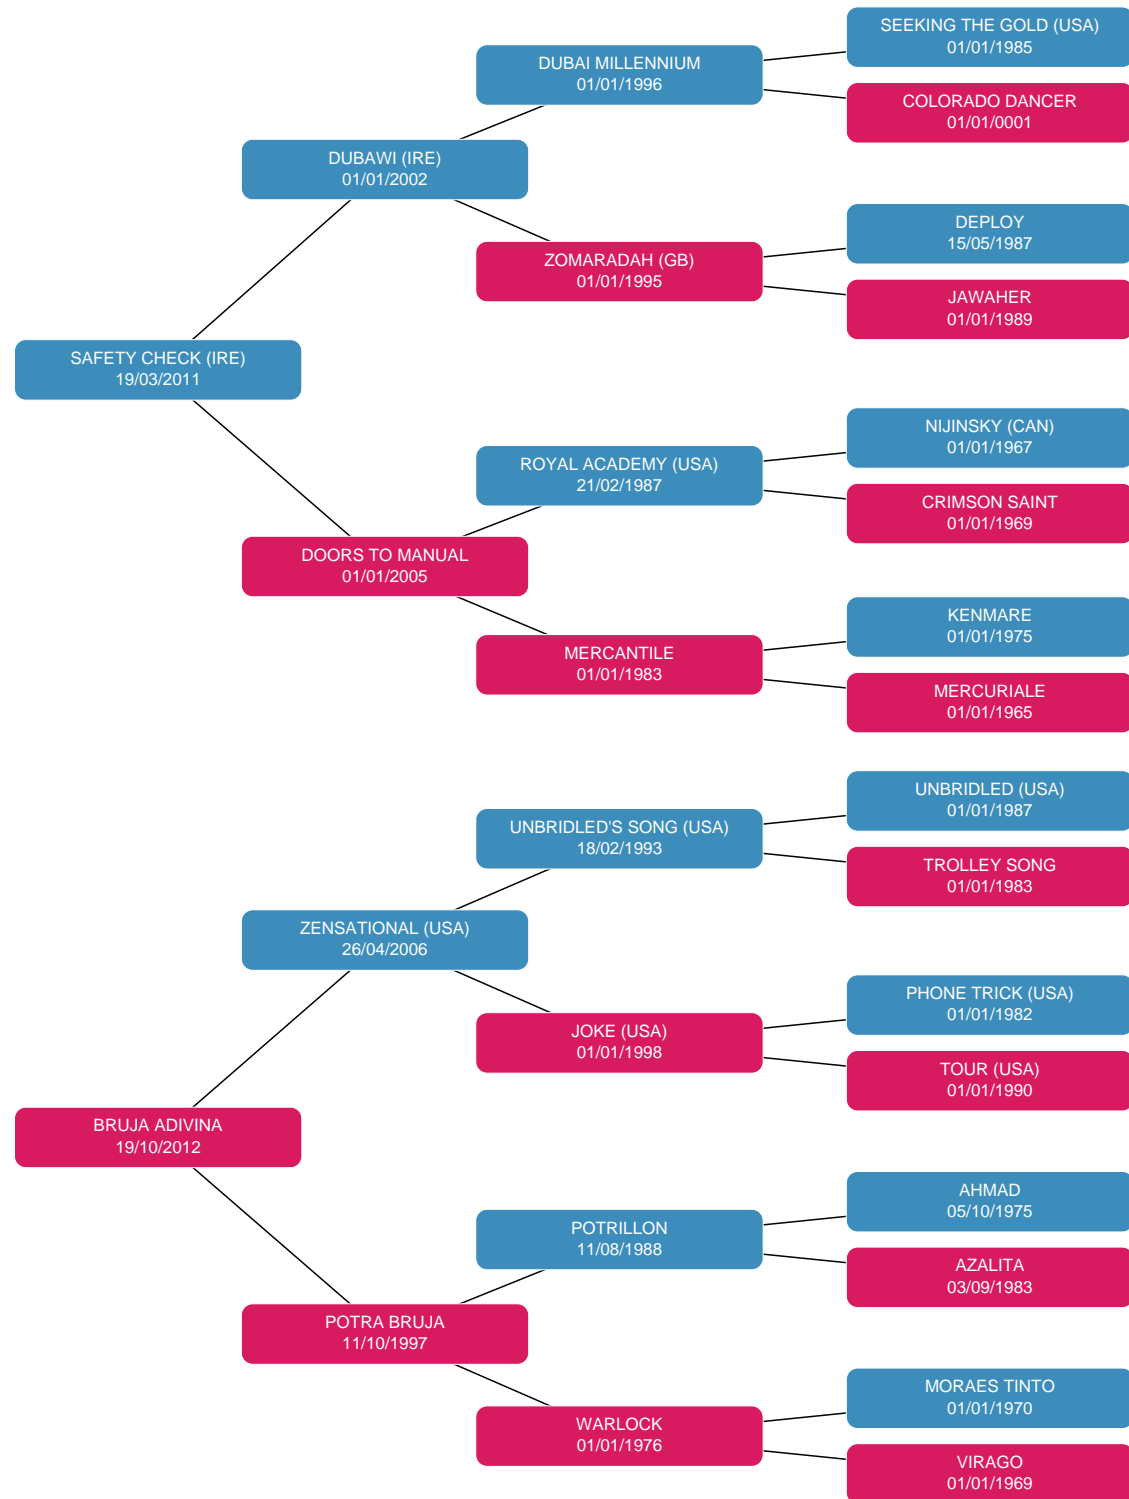 SEEKING THE GOLD (USA)
01/01/1985
DUBAI MILLENNIUM
01/01/1996
COLORADO DANCER
01/01/0001
DUBAWI (IRE)
01/01/2002
DEPLOY
15/05/1987
ZOMARADAH (GB)
01/01/1995
JAWAHER
01/01/1989
SAFETY CHECK (IRE)
19/03/2011
NIJINSKY (CAN)
01/01/1967
ROYAL ACADEMY (USA)
21/02/1987
CRIMSON SAINT
01/01/1969
DOORS TO MANUAL
01/01/2005
KENMARE
01/01/1975
MERCANTILE
01/01/1983
MERCURIALE
01/01/1965
UNBRIDLED (USA)
01/01/1987
UNBRIDLED'S SONG (USA)
18/02/1993
TROLLEY SONG
01/01/1983
ZENSATIONAL (USA)
26/04/2006
PHONE TRICK (USA)
01/01/1982
JOKE (USA)
01/01/1998
TOUR (USA)
01/01/1990
BRUJA ADIVINA
19/10/2012
AHMAD
05/10/1975
POTRILLON
11/08/1988
AZALITA
03/09/1983
POTRA BRUJA
11/10/1997
MORAES TINTO
01/01/1970
WARLOCK
01/01/1976
VIRAGO
01/01/1969